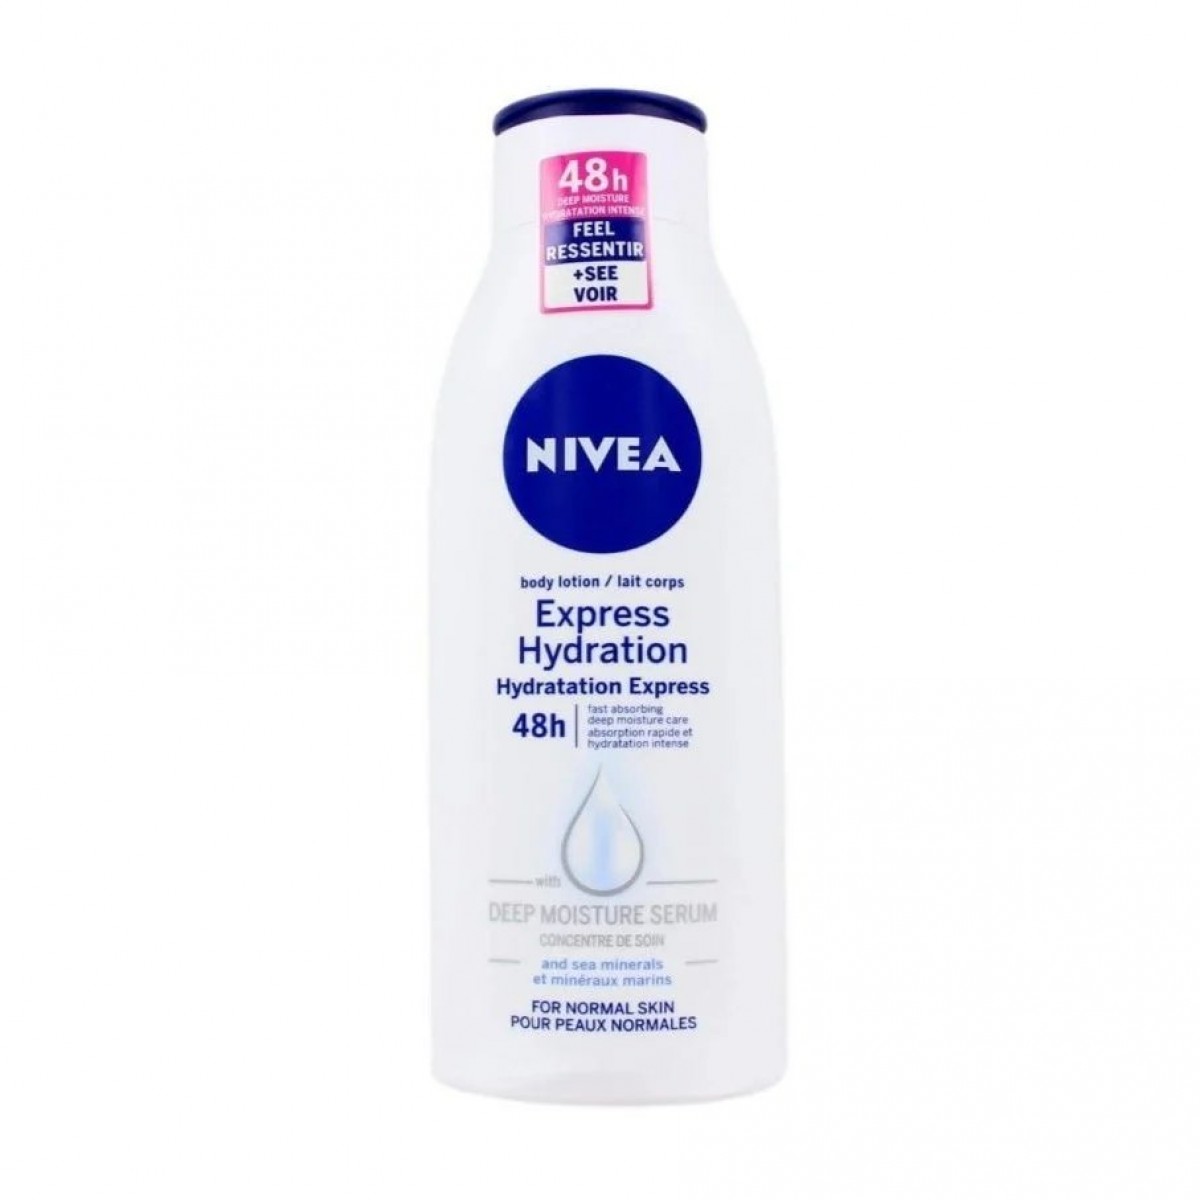 48h
DEEP MOISTURE
HYDRATATION INTENSE
FEEL
RESSENTIR
+SEE
VOIR
NIVEA
body lotion / lait corps
Express
Hydration
Hydratation Express
48h
fast absorbing
deep moisture care
absorption rapide et
hydratation intense
with
DEEP MOISTURE SERUM
CONCENTRE DE SOIN
and sea minerals
et minéraux marins
FOR NORMAL SKIN
POUR PEAUX NORMALES